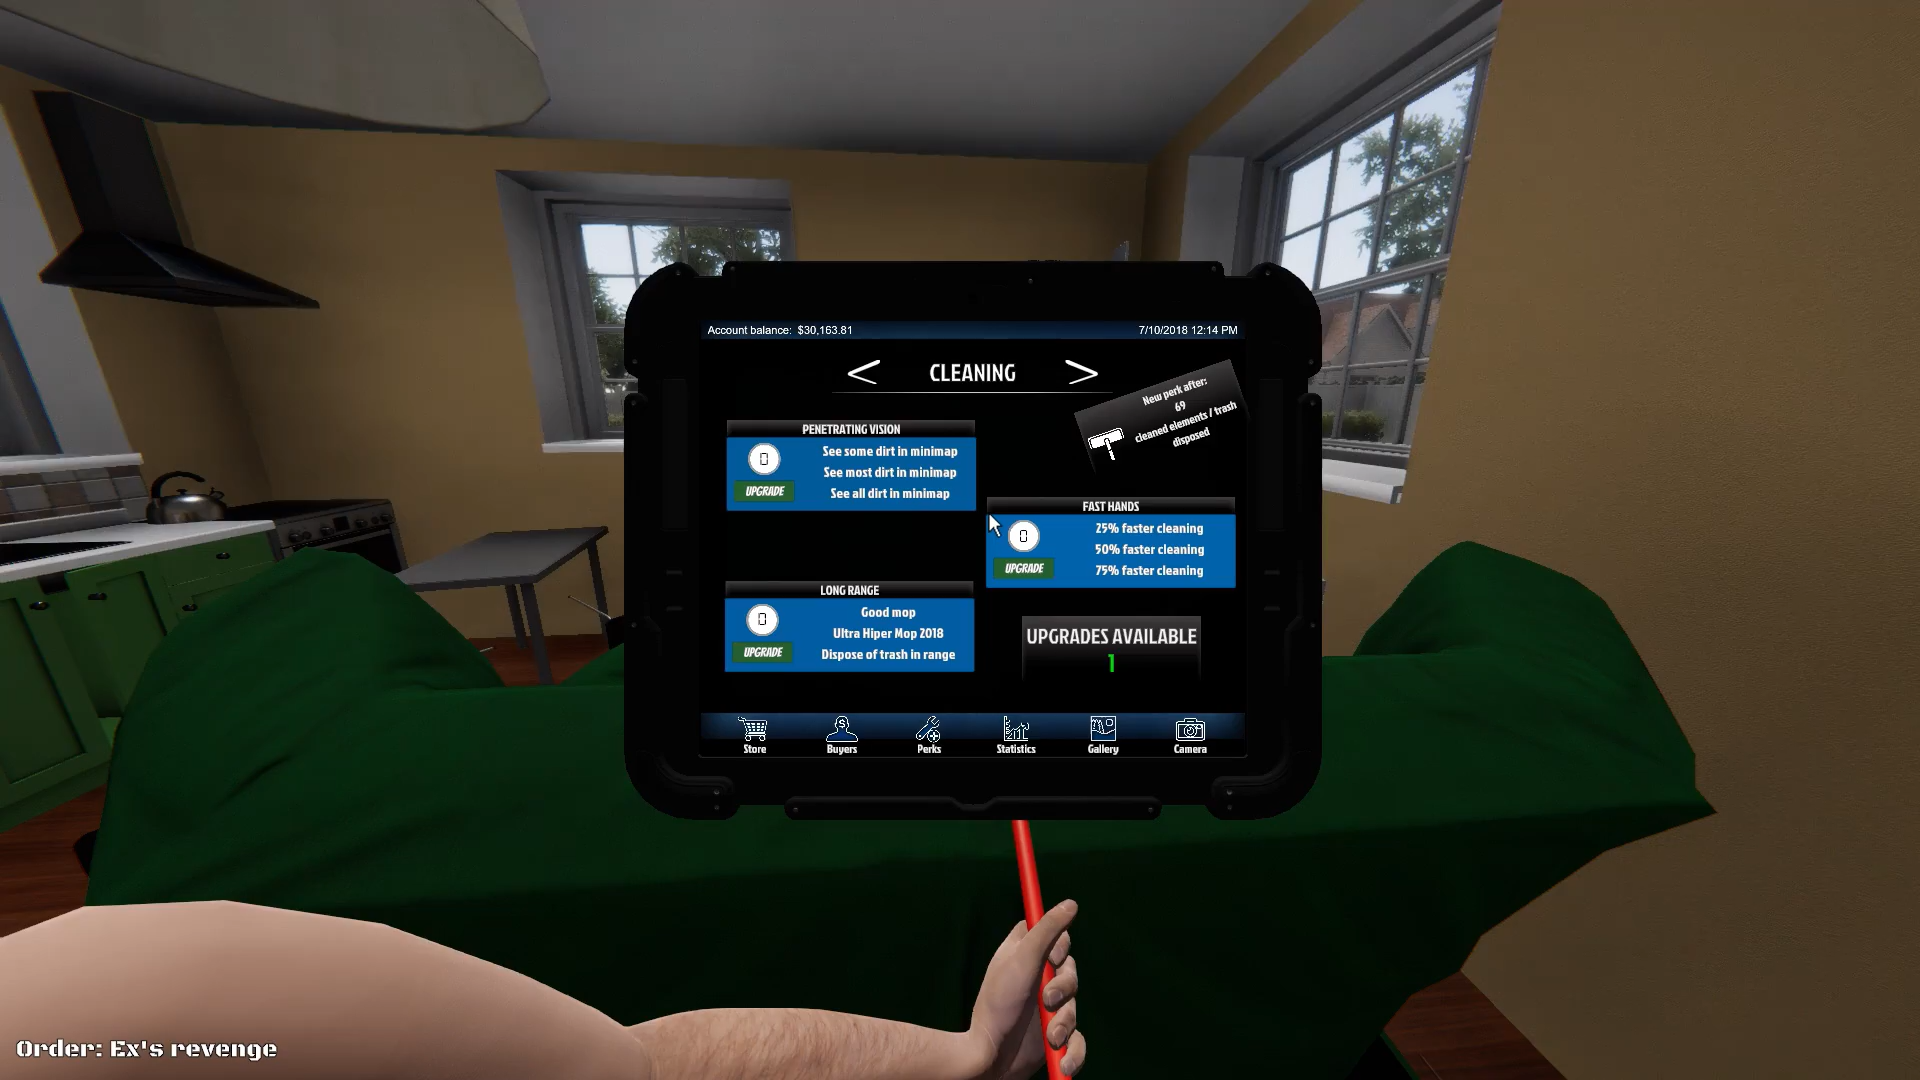 Account balance: $30,163.81
7/10/2018 12:14 PM
< CLEANING >
New perk after:
69
cleaned elements / trash
disposed
PENETRATING VISION
0
UPGRADE
See some dirt in minimap
See most dirt in minimap
See all dirt in minimap
FAST HANDS
0
UPGRADE
25% faster cleaning
50% faster cleaning
75% faster cleaning
LONG RANGE
0
UPGRADE
Good mop
Ultra Hiper Mop 2018
Dispose of trash in range
UPGRADES AVAILABLE
1
Store
Buyers
Perks
Statistics
Gallery
Camera
Order: Ex's revenge